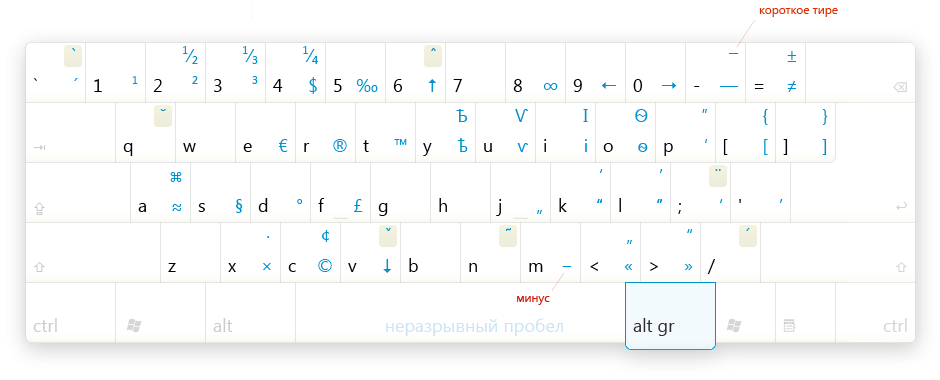 короткое тире
` ` ´
1 ¹
2 ½ ²
3 ⅓ ³
4 ¼ $
5 ‰
6 ˆ ↑
7
8 ∞
9 ←
0 →
- – —
= ± ≠
q ˘
w
e €
r ®
t ™
y Ѣ ѣ
u Ѵ ѵ
i І і
o Ѳ ѳ
p ″ ′
[ { [
] } ]
a ⌘ ≈
s §
d °
f £
g
h
j „
k ‘ “
l ’ ”
; ¨ ‘
' ’
z
x · ×
c ¢ ©
v ˇ ↓
b
n ˜
m −
< „ «
> “ »
/ ´
минус
ctrl
alt
неразрывный пробел
alt gr
ctrl